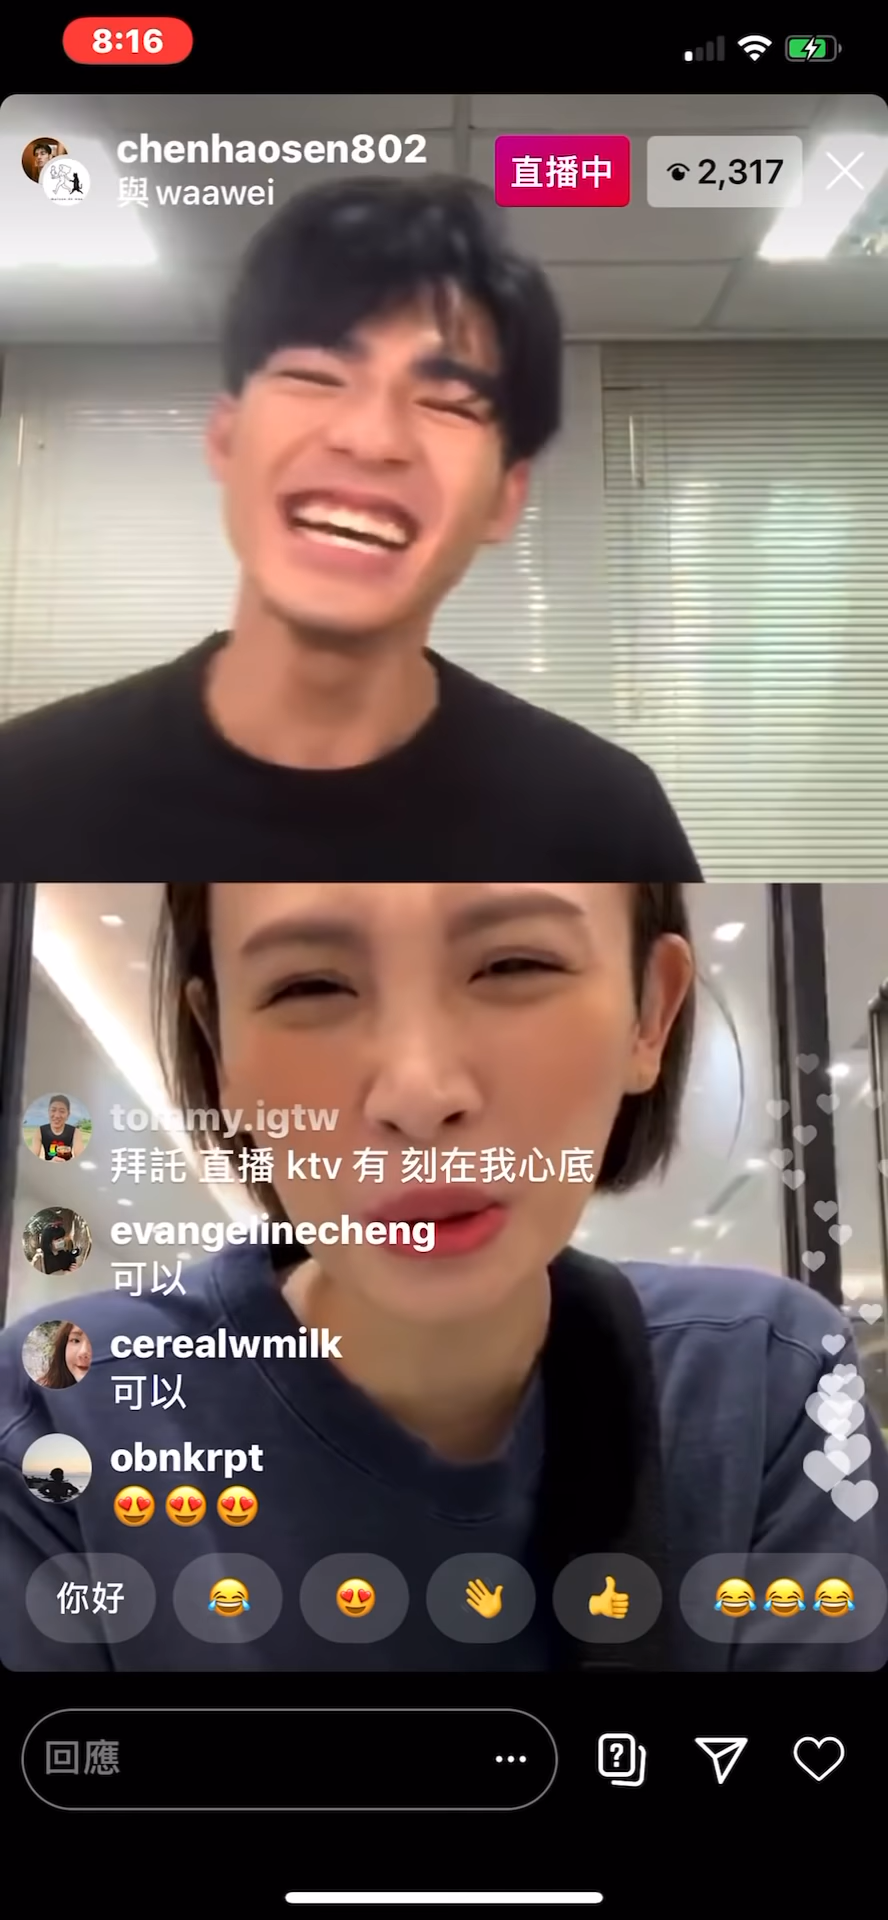 8:16
chenhaosen802
與 waawei
直播中
2,317
tommy.igtw
拜託 直播 ktv 有 刻在我心底
evangelinecheng
可以
cerealwmilk
可以
obnkrpt
😍😍😍
你好
😂
😍
👋
👍
😂😂😂
回應